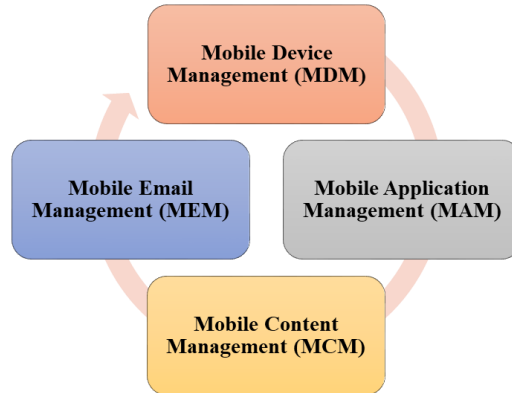 Mobile Device
Management (MDM)
Mobile Email
Management (MEM)
Mobile Application
Management (MAM)
Mobile Content
Management (MCM)